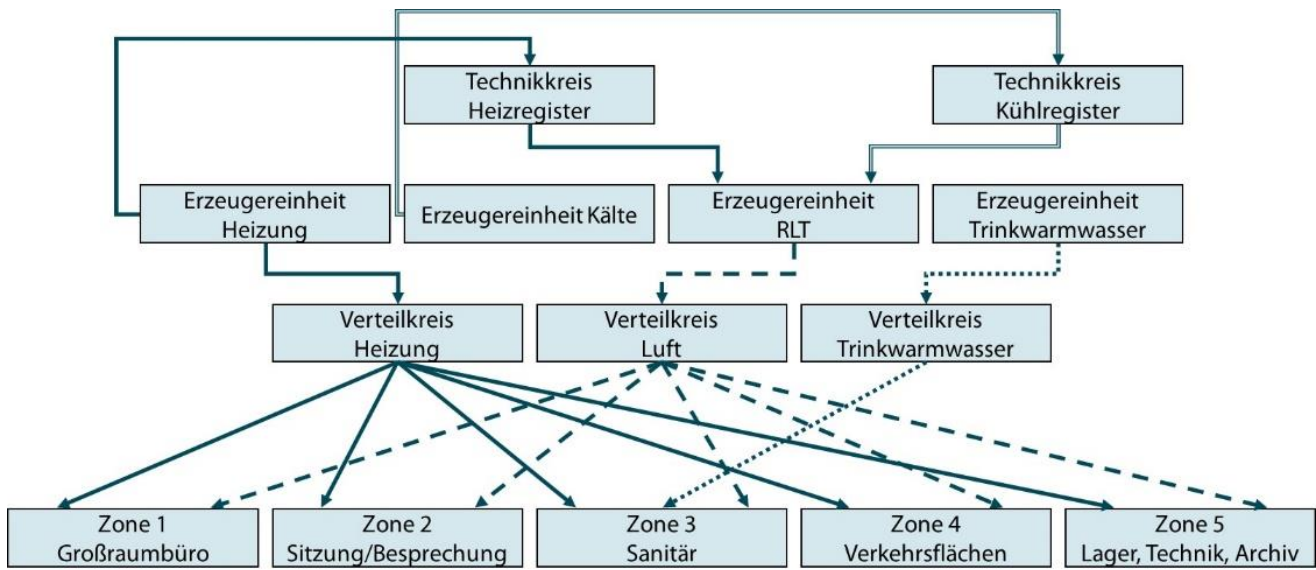 Technikkreis
Heizregister
Technikkreis
Kühlregister
Erzeugereinheit
Heizung
Erzeugereinheit Kälte
Erzeugereinheit
RLT
Erzeugereinheit
Trinkwarmwasser
Verteilkreis
Heizung
Verteilkreis
Luft
Verteilkreis
Trinkwarmwasser
Zone 1
Großraumbüro
Zone 2
Sitzung/Besprechung
Zone 3
Sanitär
Zone 4
Verkehrsflächen
Zone 5
Lager, Technik, Archiv